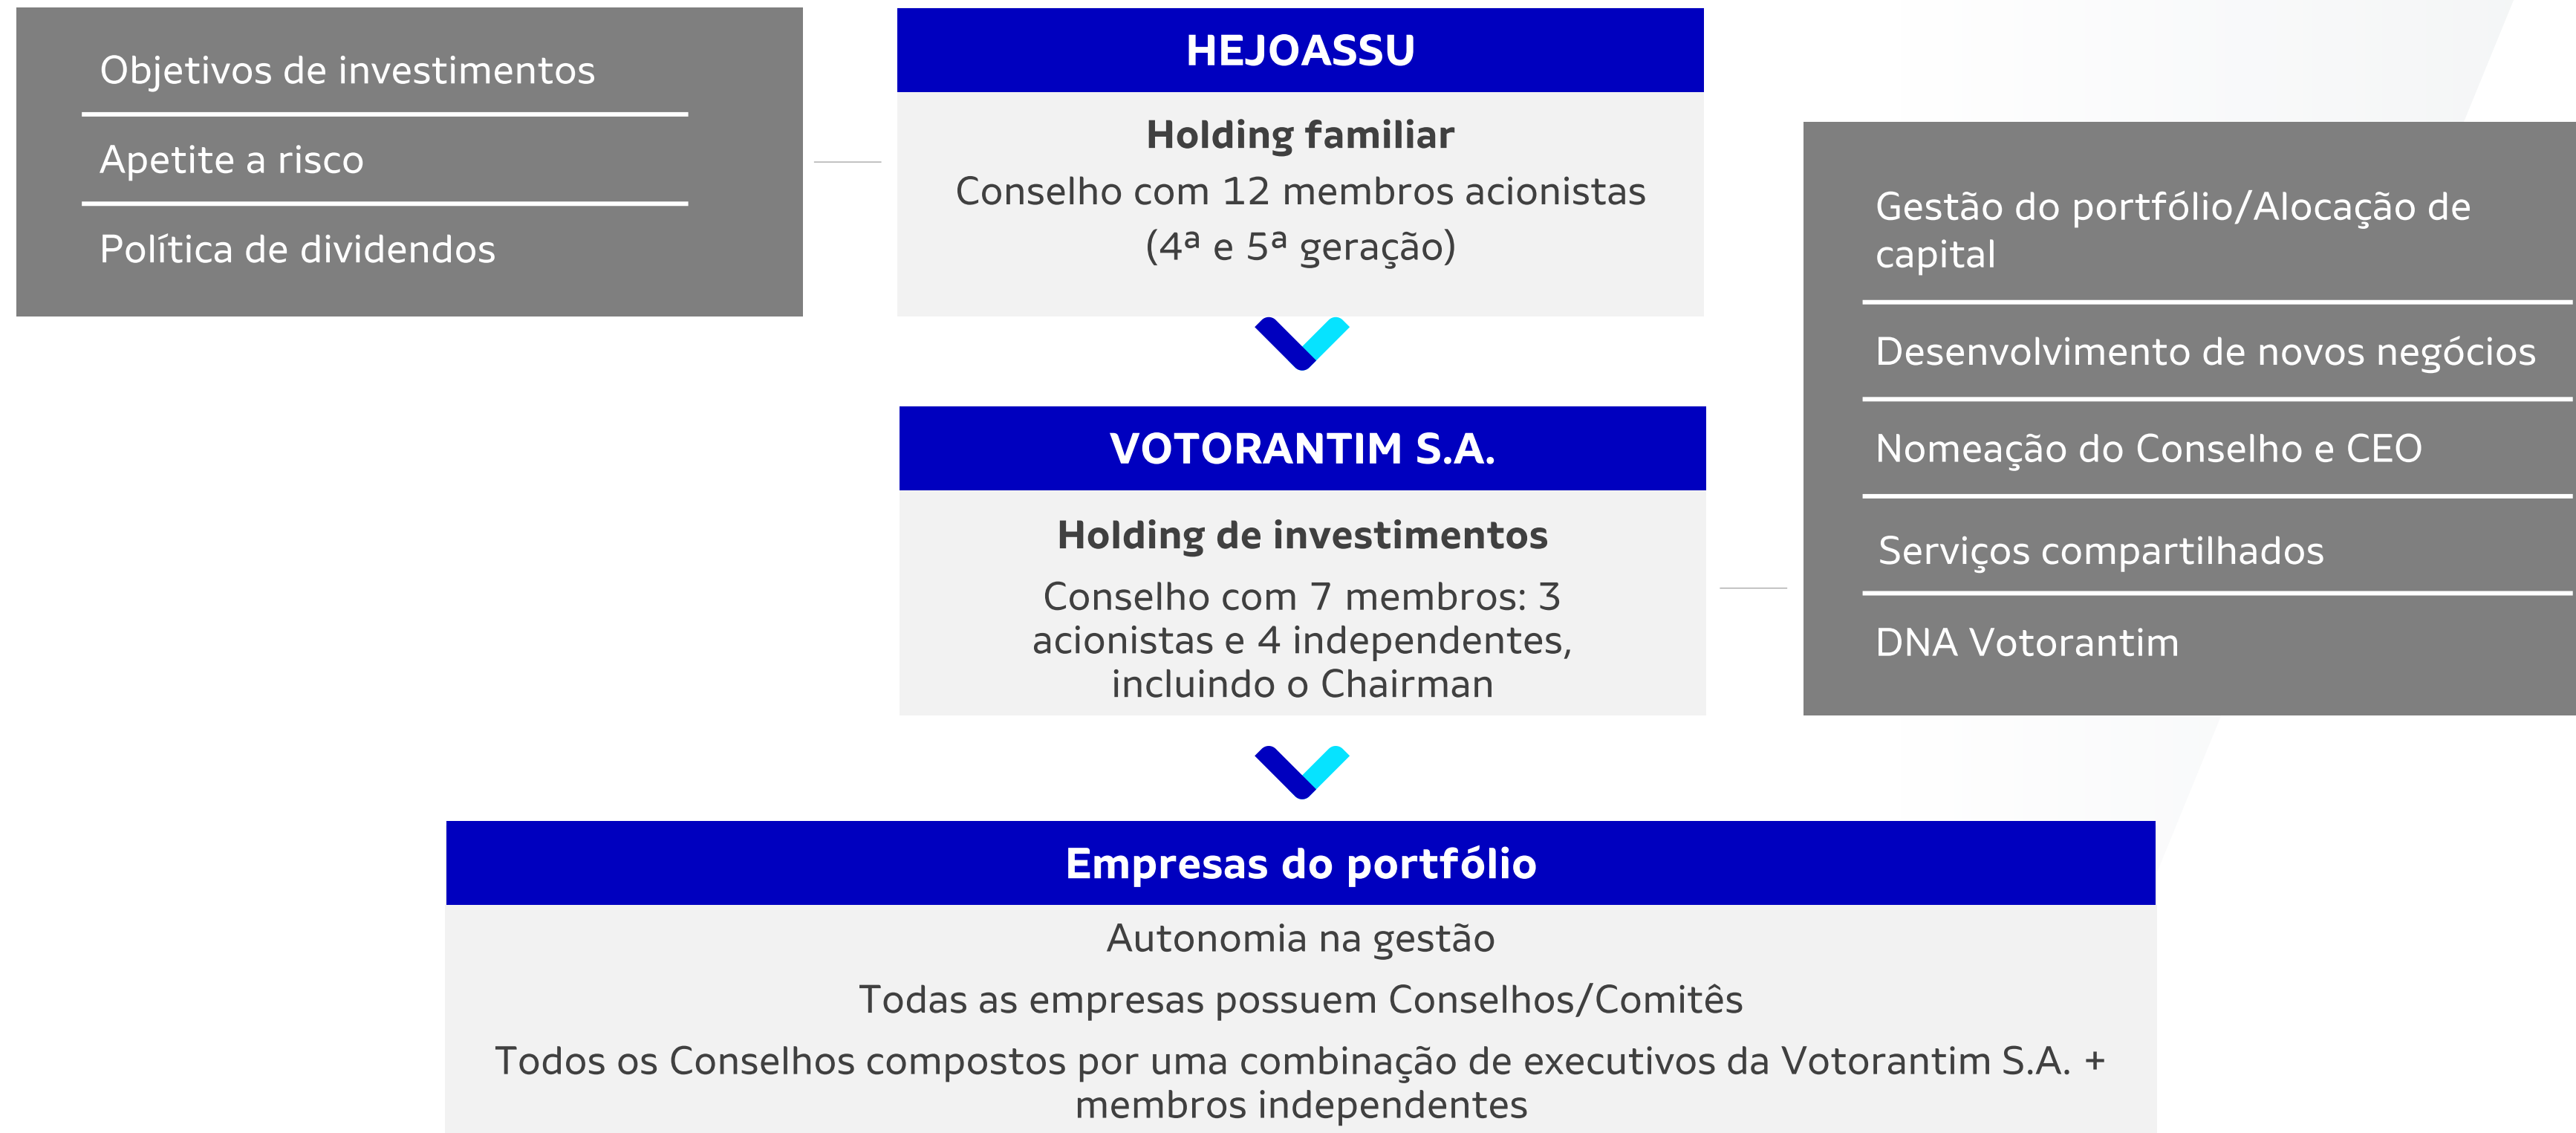 Objetivos de investimentos
Apetite a risco
Política de dividendos
HEJOASSU
Holding familiar
Conselho com 12 membros acionistas
(4ª e 5ª geração)
Gestão do portfólio/Alocação de
capital
Desenvolvimento de novos negócios
Nomeação do Conselho e CEO
Serviços compartilhados
DNA Votorantim
VOTORANTIM S.A.
Holding de investimentos
Conselho com 7 membros: 3
acionistas e 4 independentes,
incluindo o Chairman
Empresas do portfólio
Autonomia na gestão
Todas as empresas possuem Conselhos/Comitês
Todos os Conselhos compostos por uma combinação de executivos da Votorantim S.A. +
membros independentes